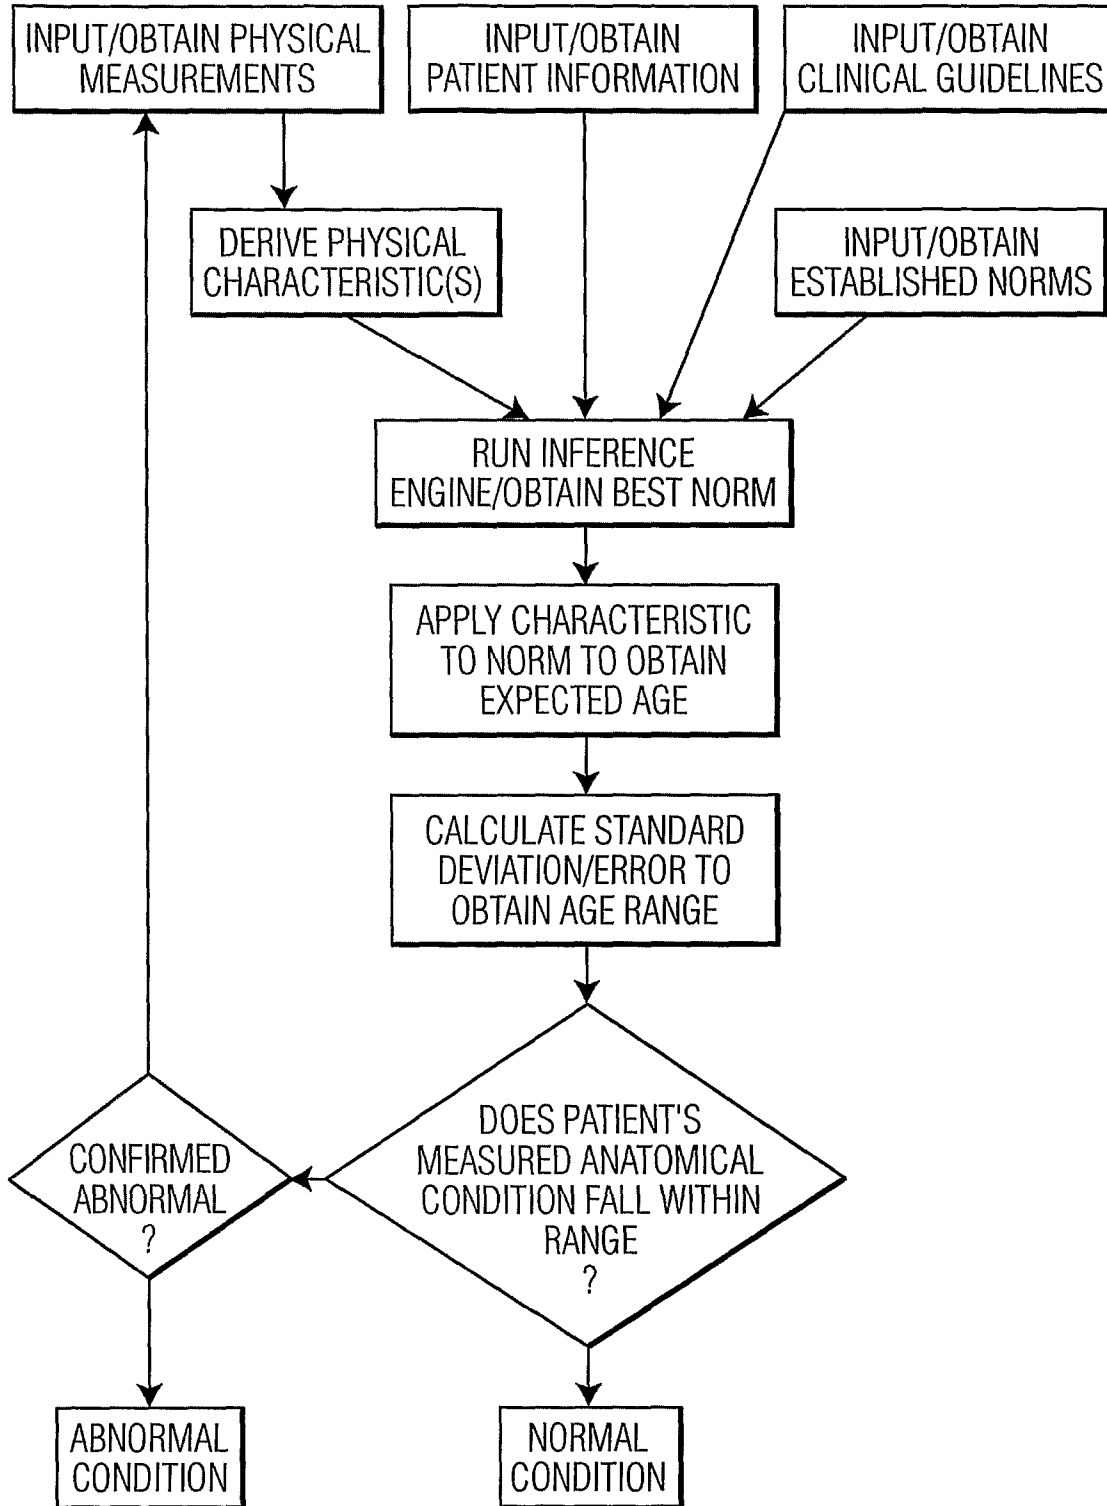 INPUT/OBTAIN PHYSICAL
MEASUREMENTS
INPUT/OBTAIN
PATIENT INFORMATION
INPUT/OBTAIN
CLINICAL GUIDELINES
DERIVE PHYSICAL
CHARACTERISTIC(S)
INPUT/OBTAIN
ESTABLISHED NORMS
RUN INFERENCE
ENGINE/OBTAIN BEST NORM
APPLY CHARACTERISTIC
TO NORM TO OBTAIN
EXPECTED AGE
CALCULATE STANDARD
DEVIATION/ERROR TO
OBTAIN AGE RANGE
DOES PATIENT'S
MEASURED ANATOMICAL
CONDITION FALL WITHIN
RANGE
?
CONFIRMED
ABNORMAL
?
ABNORMAL
CONDITION
NORMAL
CONDITION